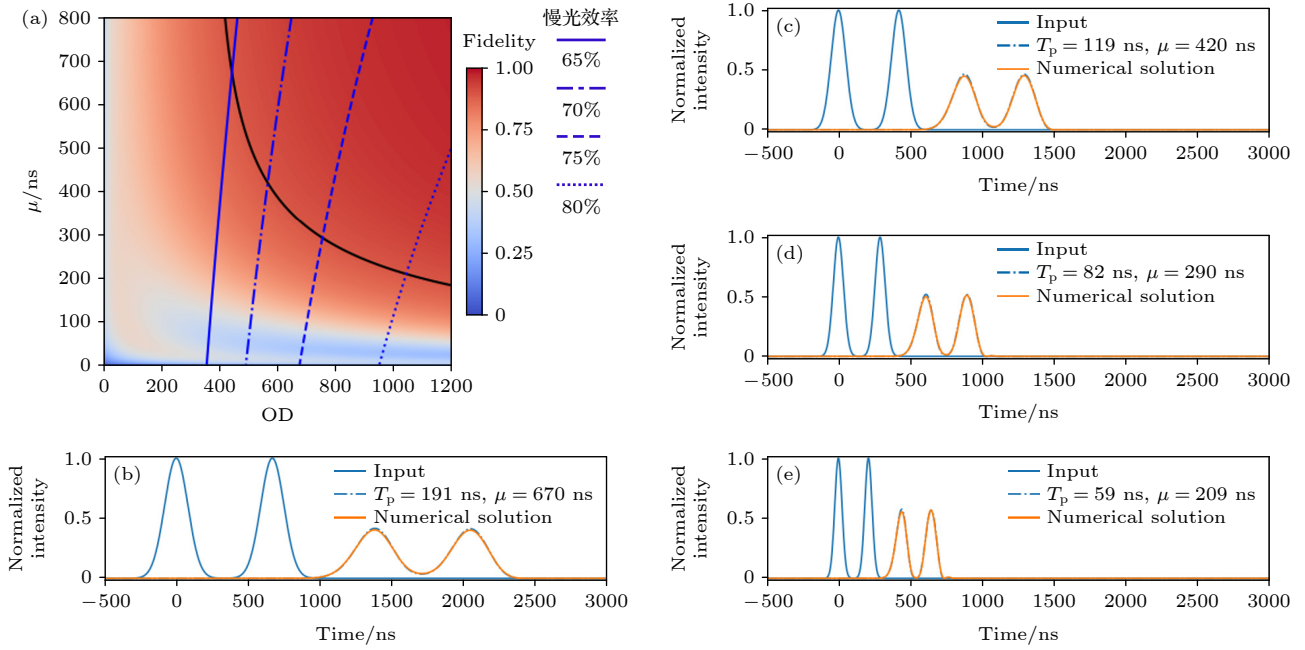 (a)
800
700
600
500
400
300
200
100
0
μ/ns
0
200
400
600
800
1000
1200
OD
Fidelity
1.00
0.75
0.50
0.25
0
慢光效率
65%
70%
75%
80%
(b)
Normalized
intensity
1.0
0.5
0
Input
Tp = 191 ns, μ = 670 ns
Numerical solution
−500
0
500
1000
1500
2000
2500
3000
Time/ns
(c)
Normalized
intensity
1.0
0.5
0
Input
Tp = 119 ns, μ = 420 ns
Numerical solution
−500
0
500
1000
1500
2000
2500
3000
Time/ns
(d)
Normalized
intensity
1.0
0.5
0
Input
Tp = 82 ns, μ = 290 ns
Numerical solution
−500
0
500
1000
1500
2000
2500
3000
Time/ns
(e)
Normalized
intensity
1.0
0.5
0
Input
Tp = 59 ns, μ = 209 ns
Numerical solution
−500
0
500
1000
1500
2000
2500
3000
Time/ns